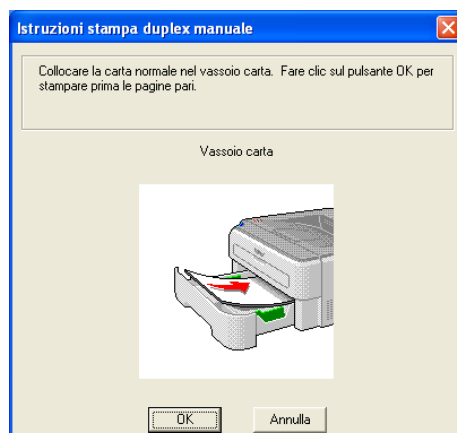 Istruzioni stampa duplex manuale
Collocare la carta normale nel vassoio carta. Fare clic sul pulsante OK per
stampare prima le pagine pari.
Vassoio carta
OK
Annulla